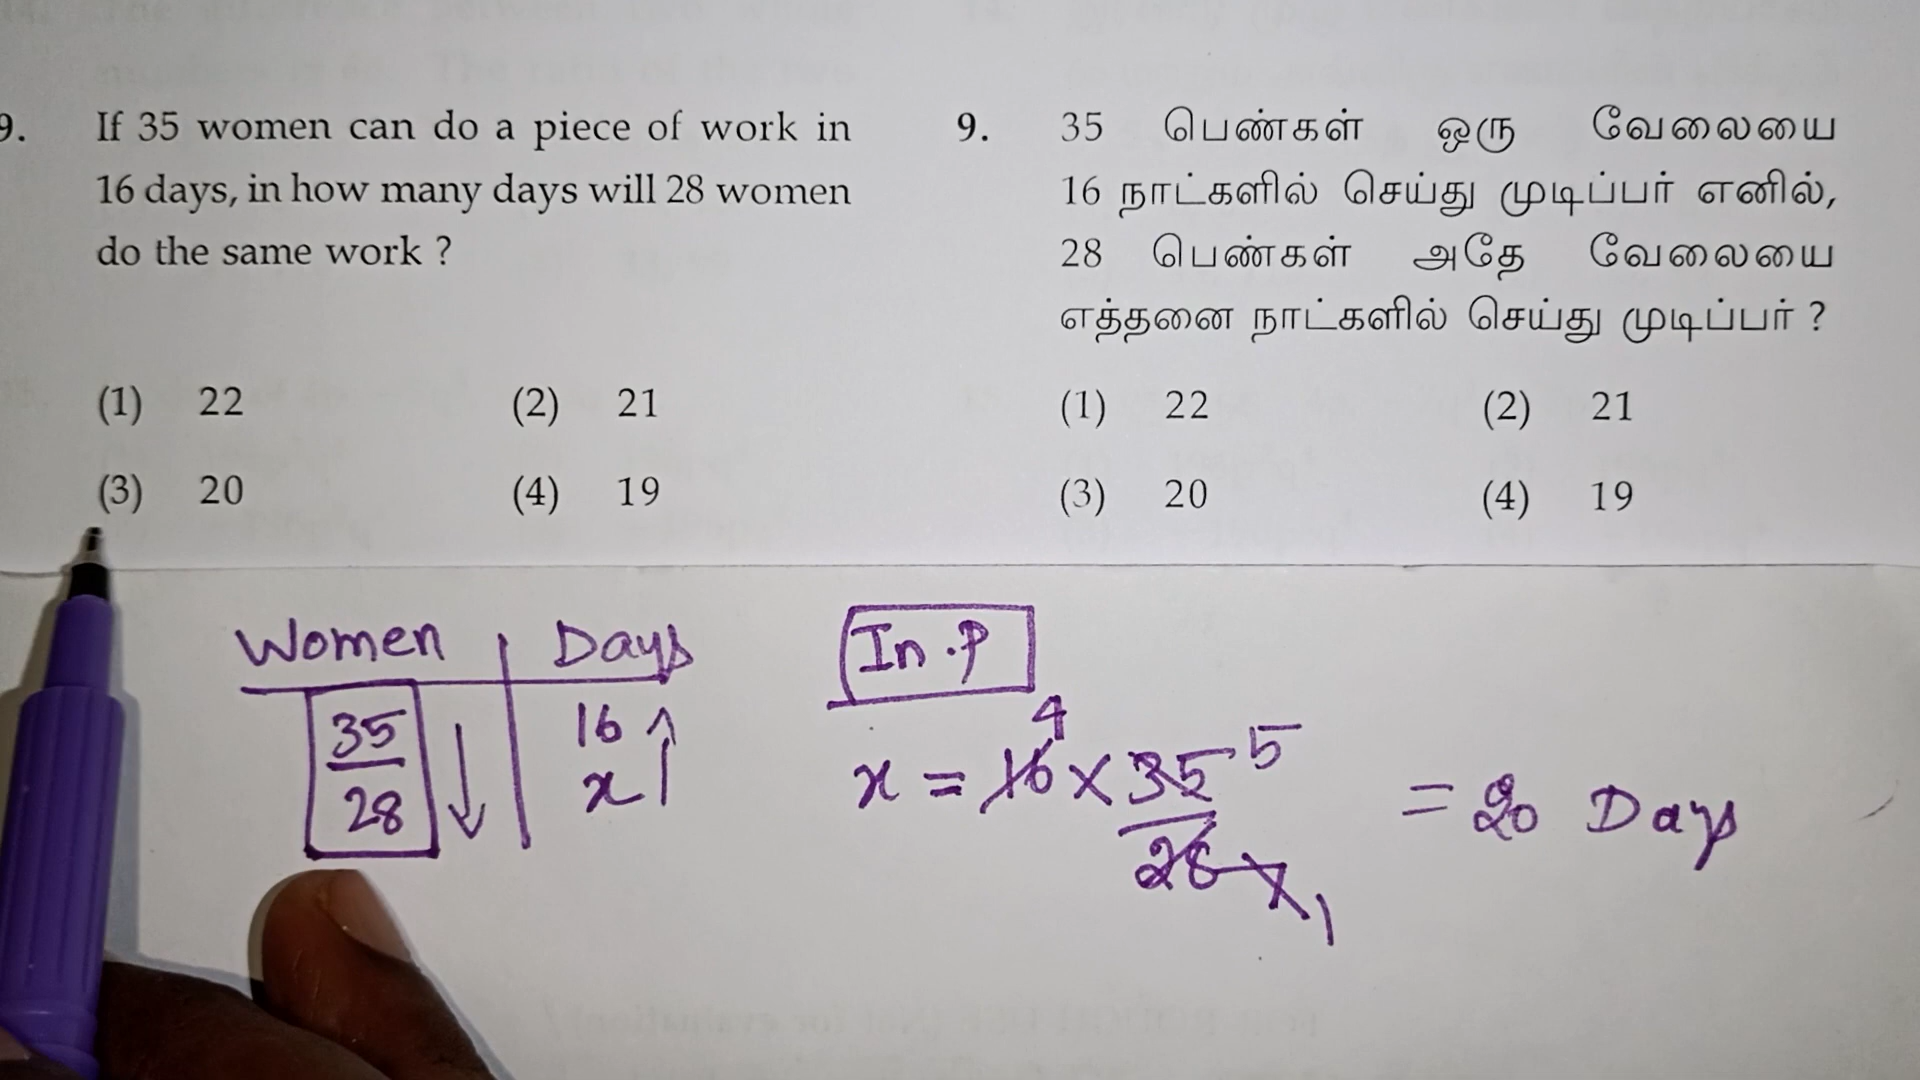 9. If 35 women can do a piece of work in
16 days, in how many days will 28 women
do the same work ?
(1) 22 (2) 21
(3) 20 (4) 19
9. 35 பெண்கள் ஒரு வேலையை
16 நாட்களில் செய்து முடிப்பர் எனில்,
28 பெண்கள் அதே வேலையை
எத்தனை நாட்களில் செய்து முடிப்பர் ?
(1) 22 (2) 21
(3) 20 (4) 19
Women Days
35 16
28 x
In.P
x = 16 4 × 35 5 / 28 7 1 = 20 Days